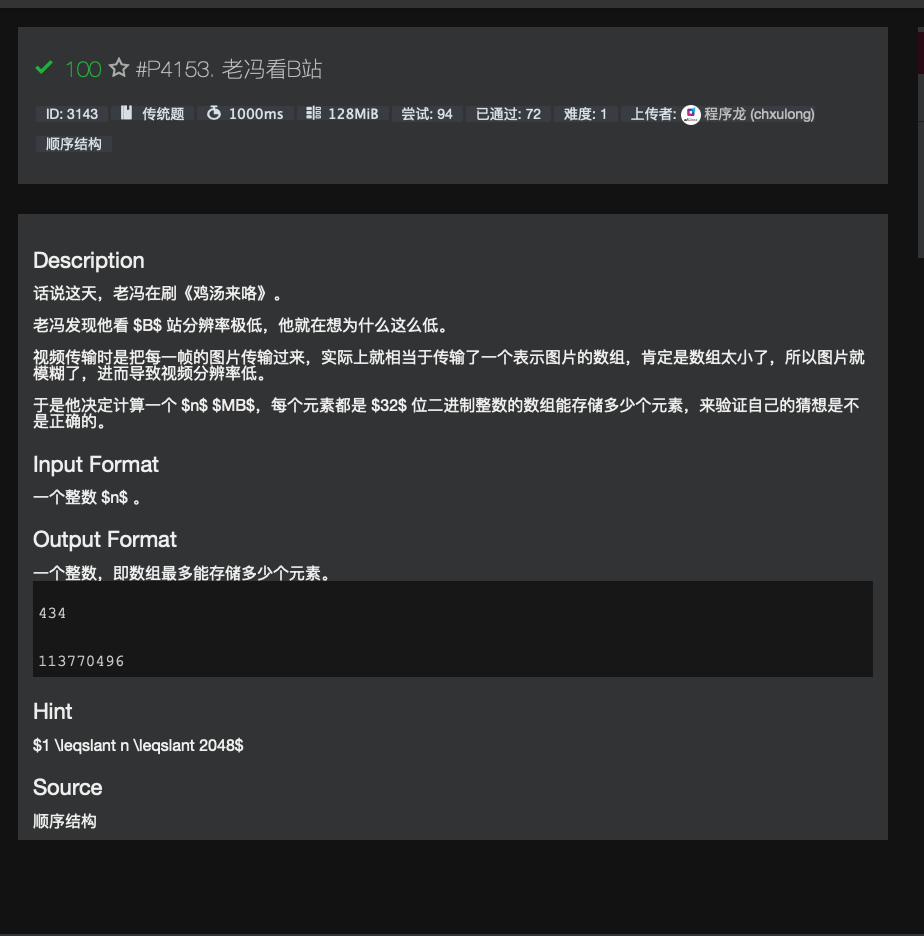 100 #P4153. 老冯看B站
ID: 3143 传统题 1000ms 128MiB 尝试: 94 已通过: 72 难度: 1 上传者: 程序龙 (chxulong)
顺序结构
Description
话说这天，老冯在刷《鸡汤来咯》。
老冯发现他看 $B$ 站分辨率极低，他就在想为什么这么低。
视频传输时是把每一帧的图片传输过来，实际上就相当于传输了一个表示图片的数组，肯定是数组太小了，所以图片就
模糊了，进而导致视频分辨率低。
于是他决定计算一个 $n$ $MB$，每个元素都是 $32$ 位二进制整数的数组能存储多少个元素，来验证自己的猜想是不
是正确的。
Input Format
一个整数 $n$ 。
Output Format
一个整数，即数组最多能存储多少个元素。
434
113770496
Hint
$1 \leqslant n \leqslant 2048$
Source
顺序结构